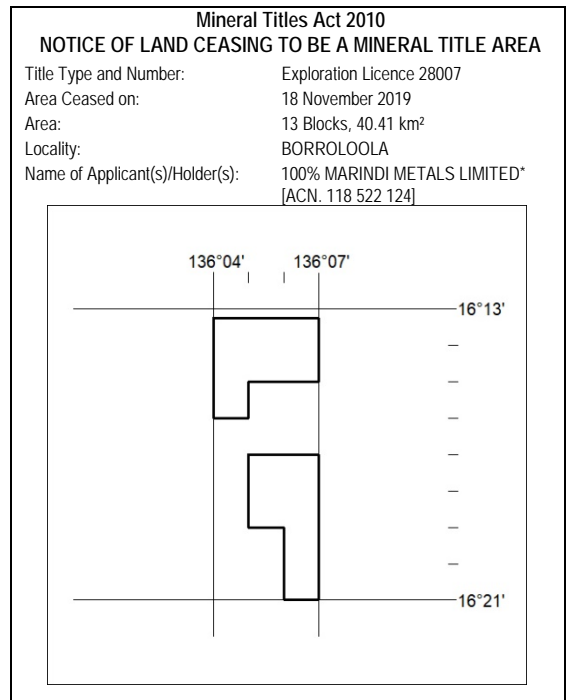 Mineral Titles Act 2010
NOTICE OF LAND CEASING TO BE A MINERAL TITLE AREA
Title Type and Number: Exploration Licence 28007
Area Ceased on: 18 November 2019
Area: 13 Blocks, 40.41 km²
Locality: BORROLOOLA
Name of Applicant(s)/Holder(s): 100% MARINDI METALS LIMITED*
[ACN. 118 522 124]
136°04' 136°07'
16°13'
16°21'